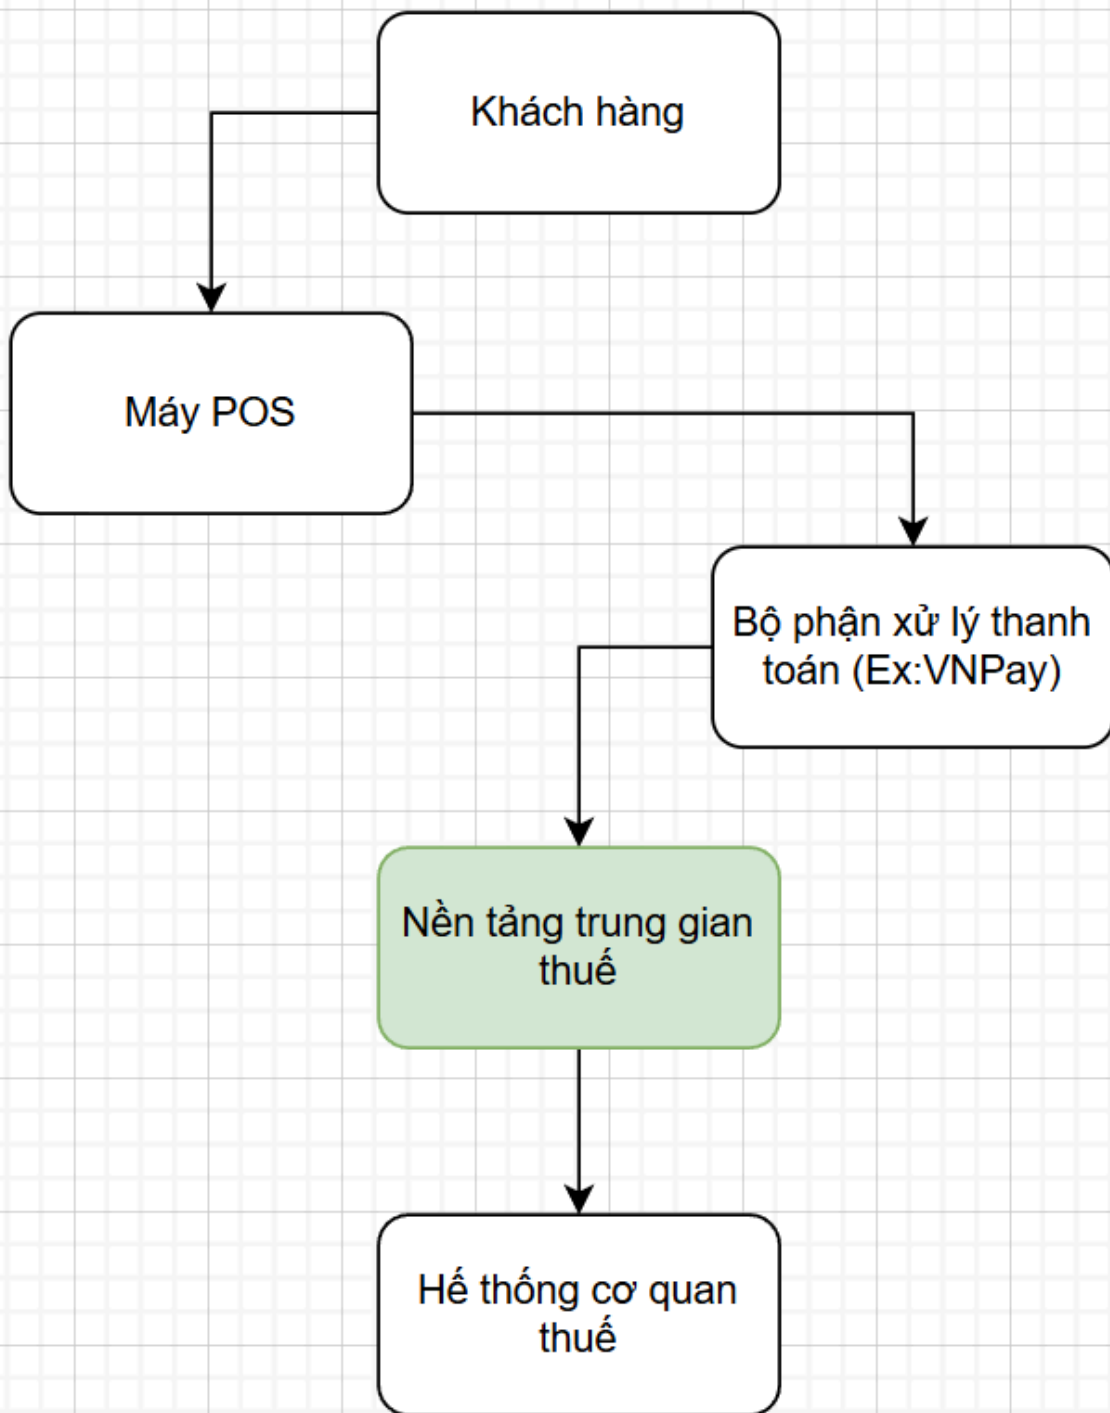 Khách hàng
Máy POS
Bộ phận xử lý thanh
toán (Ex:VNPay)
Nền tảng trung gian
thuế
Hế thống cơ quan
thuế